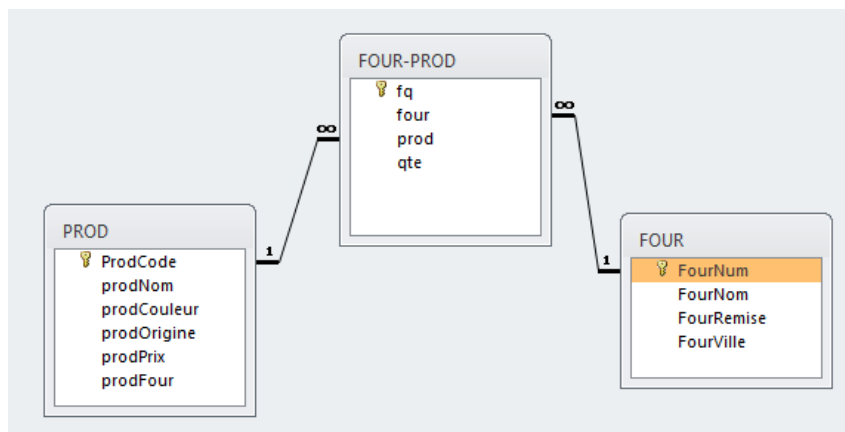 FOUR-PROD
fq
four
prod
qte
∞
∞
PROD
ProdCode
prodNom
prodCouleur
prodOrigine
prodPrix
prodFour
1
FOUR
FourNum
FourNom
FourRemise
FourVille
1